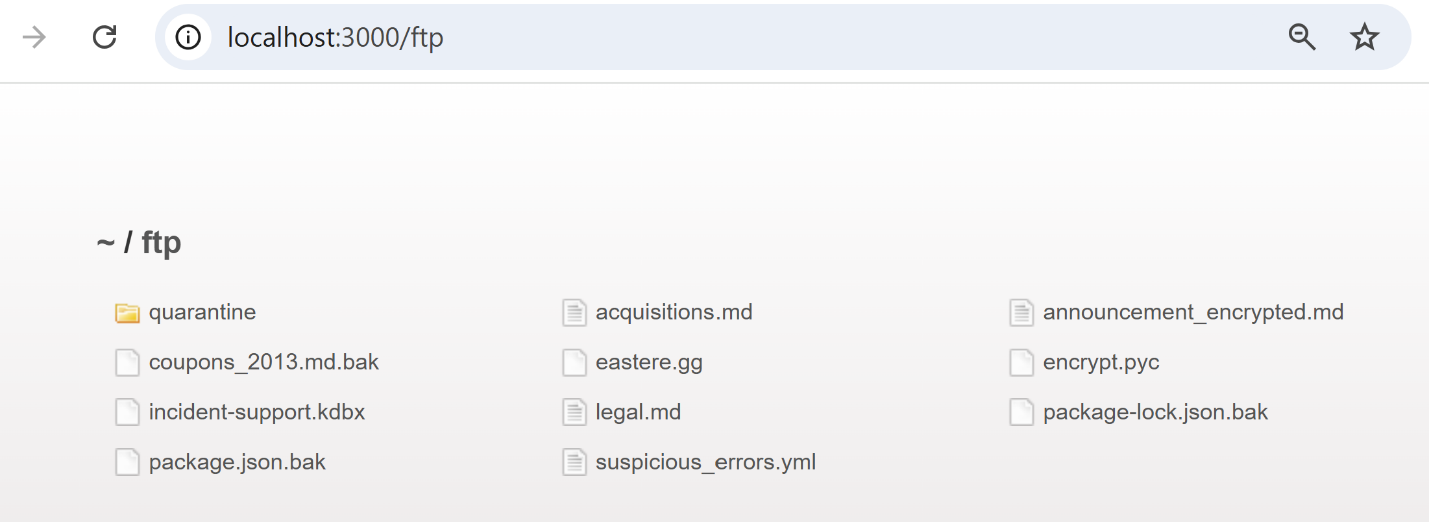 localhost:3000/ftp
~ / ftp
quarantine acquisitions.md announcement_encrypted.md
coupons_2013.md.bak eastere.gg encrypt.pyc
incident-support.kdbx legal.md package-lock.json.bak
package.json.bak suspicious_errors.yml